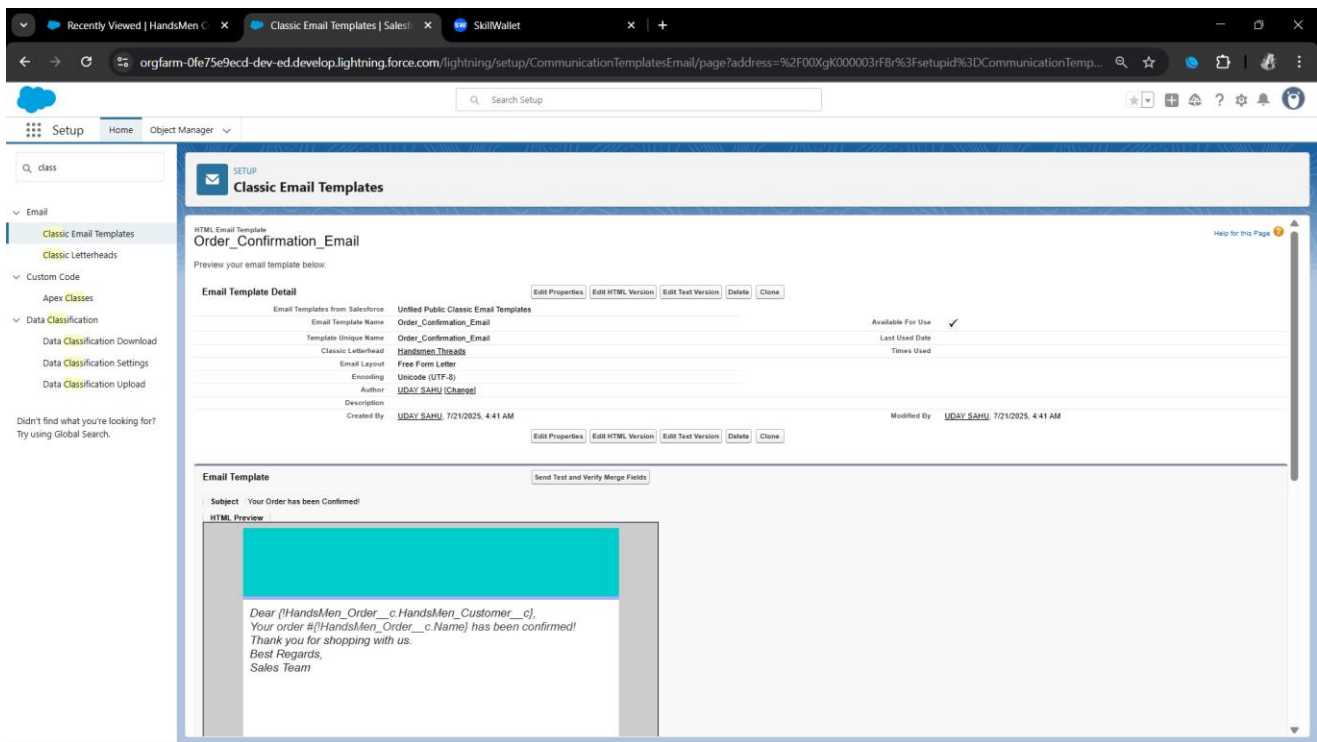 Recently Viewed | HandsMen C
Classic Email Templates | Salesf
SW SkillWallet
orgfarm-0fe75e9ecd-dev-ed.develop.lightning.force.com/lightning/setup/CommunicationTemplatesEmail/page?address=%2F00XgK000003rF8r%3Fsetupid%3DCommunicationTemp...
Search Setup
Setup Home Object Manager
class
Email
Classic Email Templates
Classic Letterheads
Custom Code
Apex Classes
Data Classification
Data Classification Download
Data Classification Settings
Data Classification Upload
Didn't find what you're looking for?
Try using Global Search.
SETUP
Classic Email Templates
HTML Email Template
Order_Confirmation_Email
Help for this Page
Preview your email template below.
Email Template Detail Edit Properties Edit HTML Version Edit Text Version Delete Clone
Email Templates from Salesforce Unfiled Public Classic Email Templates
Email Template Name Order_Confirmation_Email Available For Use ✓
Template Unique Name Order_Confirmation_Email Last Used Date
Classic Letterhead Handsmen Threads Times Used
Email Layout Free Form Letter
Encoding Unicode (UTF-8)
Author UDAY SAHU [Change]
Description
Created By UDAY SAHU, 7/21/2025, 4:41 AM Modified By UDAY SAHU, 7/21/2025, 4:41 AM
Edit Properties Edit HTML Version Edit Text Version Delete Clone
Email Template Send Test and Verify Merge Fields
Subject Your Order has been Confirmed!
HTML Preview
Dear {!HandsMen_Order__c.HandsMen_Customer__c},
Your order #{!HandsMen_Order__c.Name} has been confirmed!
Thank you for shopping with us.
Best Regards,
Sales Team